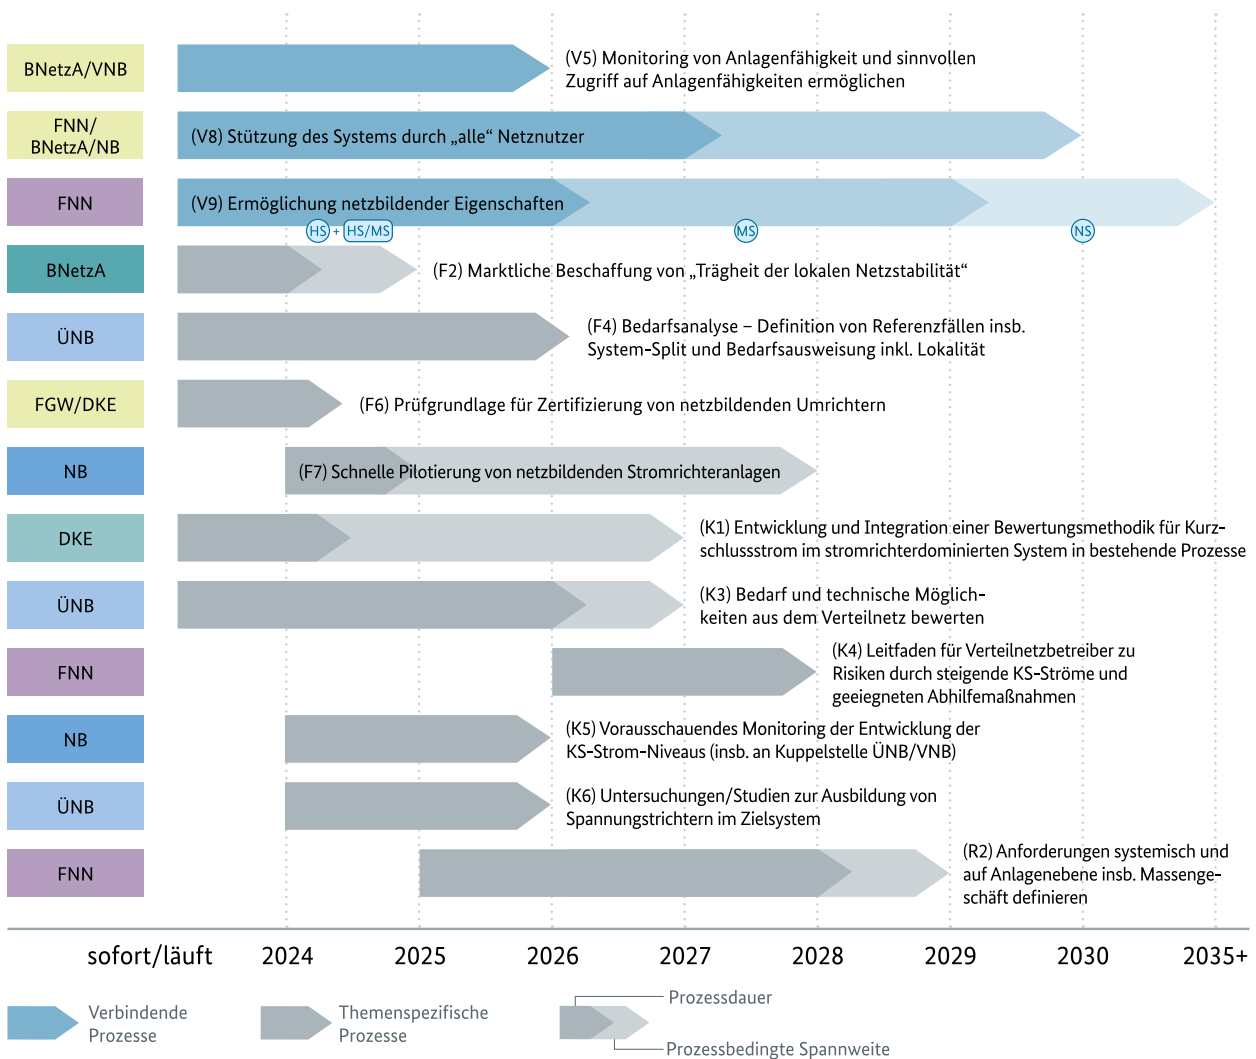 BNetzA/VNB
(V5) Monitoring von Anlagenfähigkeit und sinnvollen
Zugriff auf Anlagenfähigkeiten ermöglichen
FNN/
BNetzA/NB
(V8) Stützung des Systems durch „alle“ Netznutzer
FNN
(V9) Ermöglichung netzbildender Eigenschaften
HS + HS/MS
MS
NS
BNetzA
(F2) Marktliche Beschaffung von „Trägheit der lokalen Netzstabilität“
ÜNB
(F4) Bedarfsanalyse – Definition von Referenzfällen insb.
System-Split und Bedarfsausweisung inkl. Lokalität
FGW/DKE
(F6) Prüfgrundlage für Zertifizierung von netzbildenden Umrichtern
NB
(F7) Schnelle Pilotierung von netzbildenden Stromrichteranlagen
DKE
(K1) Entwicklung und Integration einer Bewertungsmethodik für Kurz-
schlussstrom im stromrichterdominierten System in bestehende Prozesse
ÜNB
(K3) Bedarf und technische Möglich-
keiten aus dem Verteilnetz bewerten
FNN
(K4) Leitfaden für Verteilnetzbetreiber zu
Risiken durch steigende KS-Ströme und
geeiegneten Abhilfemaßnahmen
NB
(K5) Vorausschauendes Monitoring der Entwicklung der
KS-Strom-Niveaus (insb. an Kuppelstelle ÜNB/VNB)
ÜNB
(K6) Untersuchungen/Studien zur Ausbildung von
Spannungstrichtern im Zielsystem
FNN
(R2) Anforderungen systemisch und
auf Anlagenebene insb. Massenge-
schäft definieren
sofort/läuft 2024 2025 2026 2027 2028 2029 2030 2035+
Verbindende
Prozesse
Themenspezifische
Prozesse
Prozessdauer
Prozessbedingte Spannweite